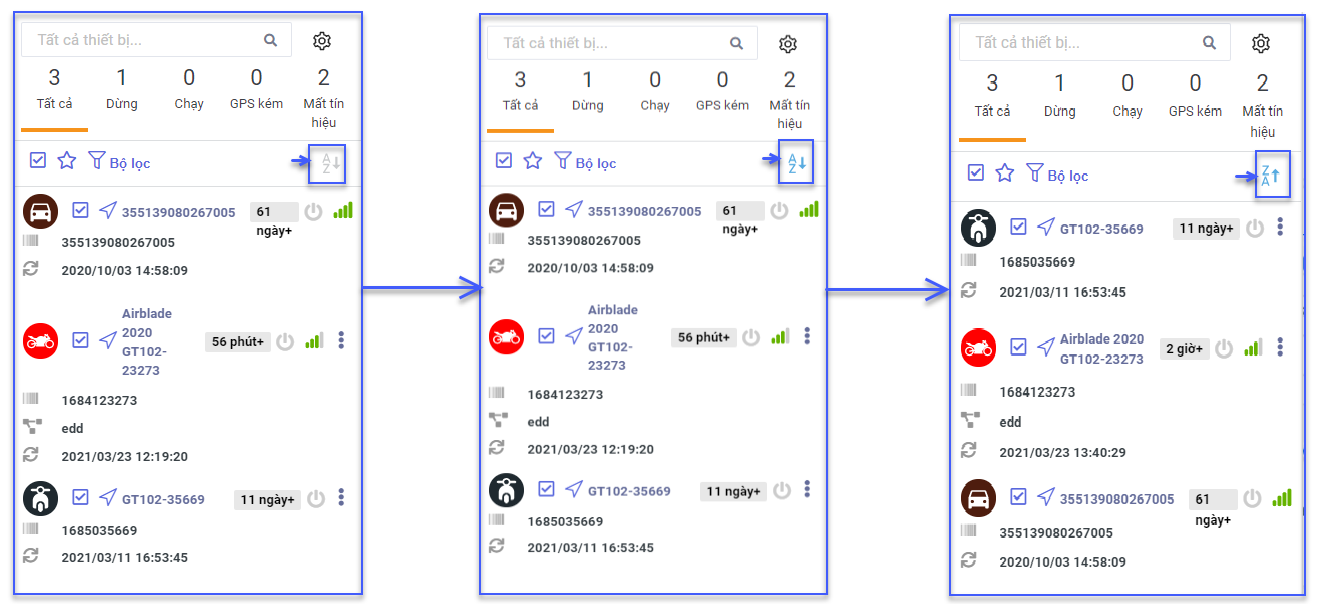 Tất cả thiết bị...
3 1 0 0 2
Tất cả Dừng Chạy GPS kém Mất tín
hiệu
Bộ lọc A
Z
355139080267005 61
ngày+
355139080267005
2020/10/03 14:58:09
Airblade
2020
GT102-
23273
56 phút+
1684123273
edd
2021/03/23 12:19:20
GT102-35669 11 ngày+
1685035669
2021/03/11 16:53:45
Tất cả thiết bị...
3 1 0 0 2
Tất cả Dừng Chạy GPS kém Mất tín
hiệu
Bộ lọc A
Z
355139080267005 61
ngày+
355139080267005
2020/10/03 14:58:09
Airblade
2020
GT102-
23273
56 phút+
1684123273
edd
2021/03/23 12:19:20
GT102-35669 11 ngày+
1685035669
2021/03/11 16:53:45
Tất cả thiết bị...
3 1 0 0 2
Tất cả Dừng Chạy GPS kém Mất tín
hiệu
Bộ lọc Z
A
GT102-35669 11 ngày+
1685035669
2021/03/11 16:53:45
Airblade 2020
GT102-23273
2 giờ+
1684123273
edd
2021/03/23 13:40:29
355139080267005 61
ngày+
355139080267005
2020/10/03 14:58:09